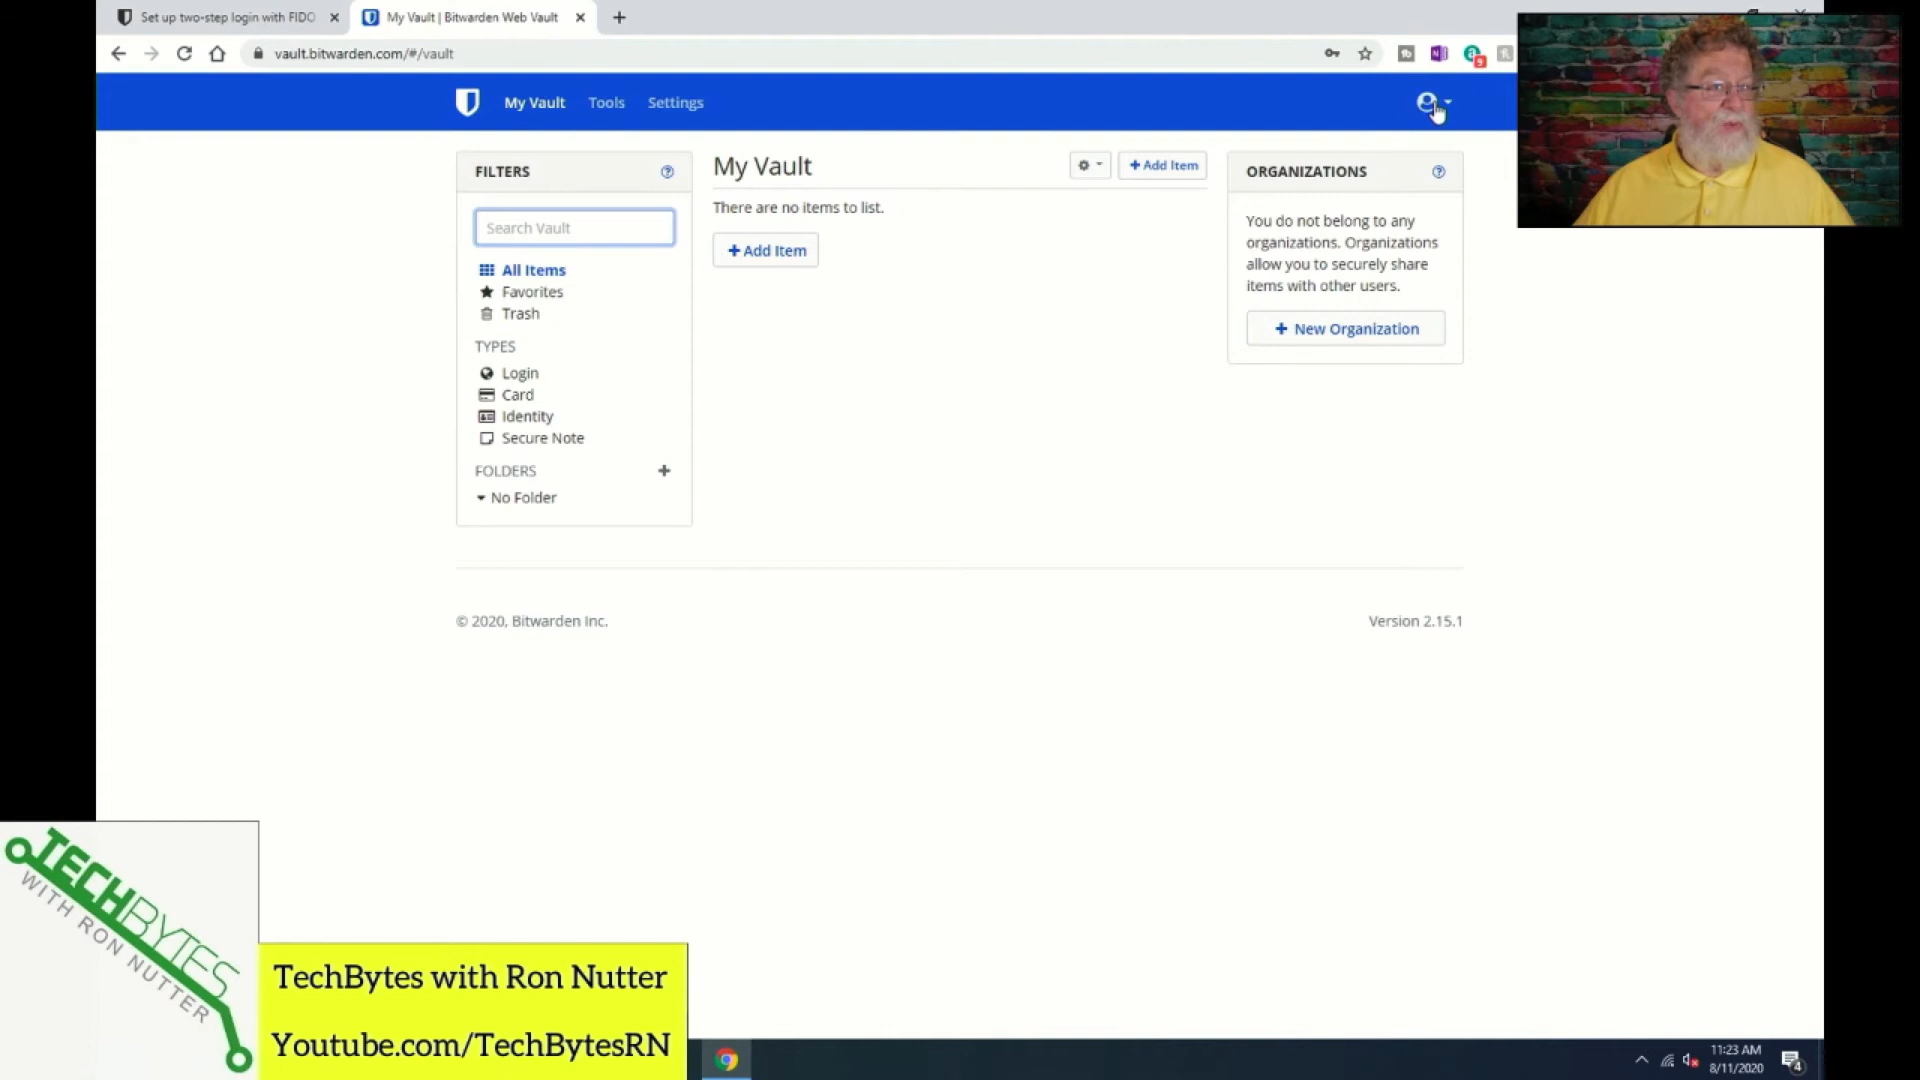 Set up two-step login with FIDO
My Vault | Bitwarden Web Vault
vault.bitwarden.com/#/vault
9
My Vault
Tools
Settings
FILTERS
Search Vault
All Items
Favorites
Trash
TYPES
Login
Card
Identity
Secure Note
FOLDERS
No Folder
My Vault
Add Item
There are no items to list.
Add Item
ORGANIZATIONS
You do not belong to any
organizations. Organizations
allow you to securely share
items with other users.
New Organization
© 2020, Bitwarden Inc.
Version 2.15.1
TECHBYTES
WITH RON NUTTER
TechBytes with Ron Nutter
Youtube.com/TechBytesRN
11:23 AM
8/11/2020
4